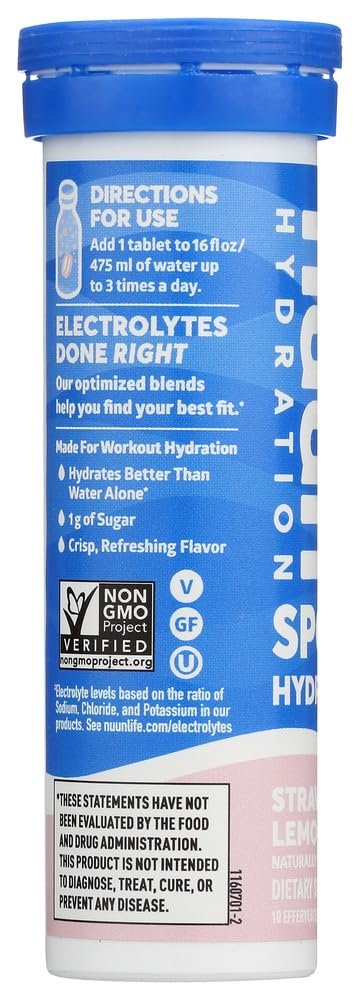 DIRECTIONS
FOR USE
Add 1 tablet to 16 fl oz/
475 ml of water up
to 3 times a day.
ELECTROLYTES
DONE RIGHT
Our optimized blends
help you find your best fit.*
Made For Workout Hydration
Hydrates Better Than
Water Alone*
1g of Sugar
Crisp, Refreshing Flavor
NON
GMO
Project
VERIFIED
nongmoproject.org
V
GF
U
*Electrolyte levels based on the ratio of
Sodium, Chloride, and Potassium in our
products. See nuunlife.com/electrolytes
*THESE STATEMENTS HAVE NOT
BEEN EVALUATED BY THE FOOD
AND DRUG ADMINISTRATION.
THIS PRODUCT IS NOT INTENDED
TO DIAGNOSE, TREAT, CURE, OR
PREVENT ANY DISEASE.
1160701-2
HYDRATION
NATURALLY
DIETARY